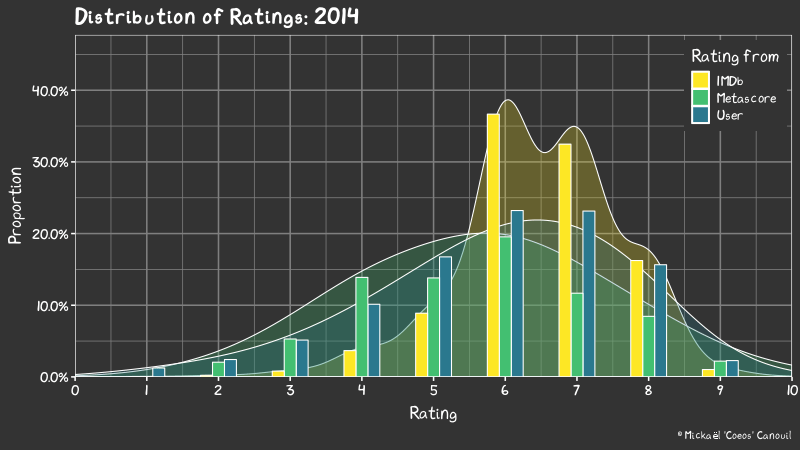 Distribution of Ratings: 2014
Rating from
IMDb
Metascore
User
Proportion
40.0%
30.0%
20.0%
10.0%
0.0%
0 1 2 3 4 5 6 7 8 9 10
Rating
© Mickaël 'Coeos' Canouil